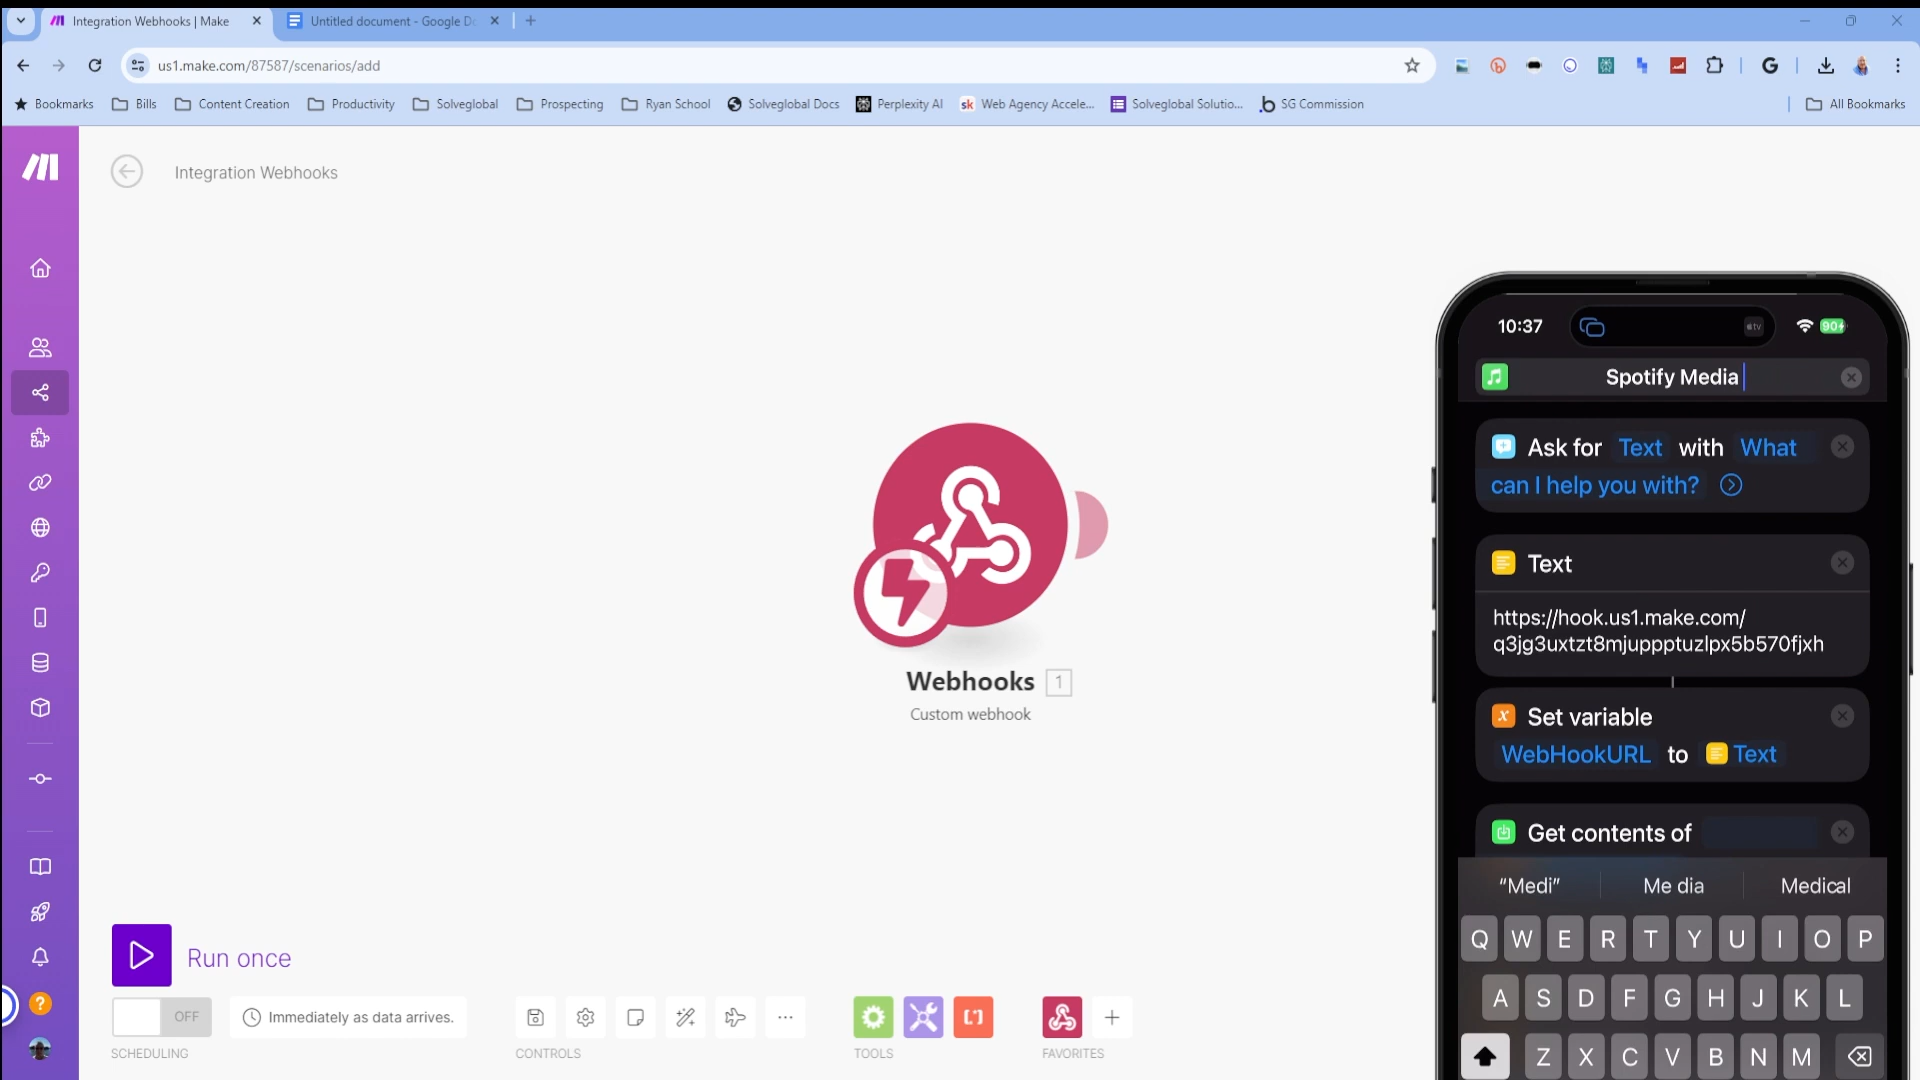 Integration Webhooks | Make
Untitled document - Google Do
us1.make.com/87587/scenarios/add
Bookmarks
Bills
Content Creation
Productivity
Solveglobal
Prospecting
Ryan School
Solveglobal Docs
Perplexity AI
sk
Web Agency Accele...
Solveglobal Solutio...
SG Commission
All Bookmarks
Integration Webhooks
Webhooks 1
Custom webhook
Run once
OFF
Immediately as data arrives.
SCHEDULING
CONTROLS
TOOLS
FAVORITES
10:37
tv
90
Spotify Media
Ask for Text with What
can I help you with?
Text
https://hook.us1.make.com/
q3jg3uxtzt8mjuppptuzlpx5b570fjxh
Set variable
WebHookURL to Text
Get contents of
"Medi" Me dia Medical
Q W E R T Y U I O P
A S D F G H J K L
Z X C V B N M